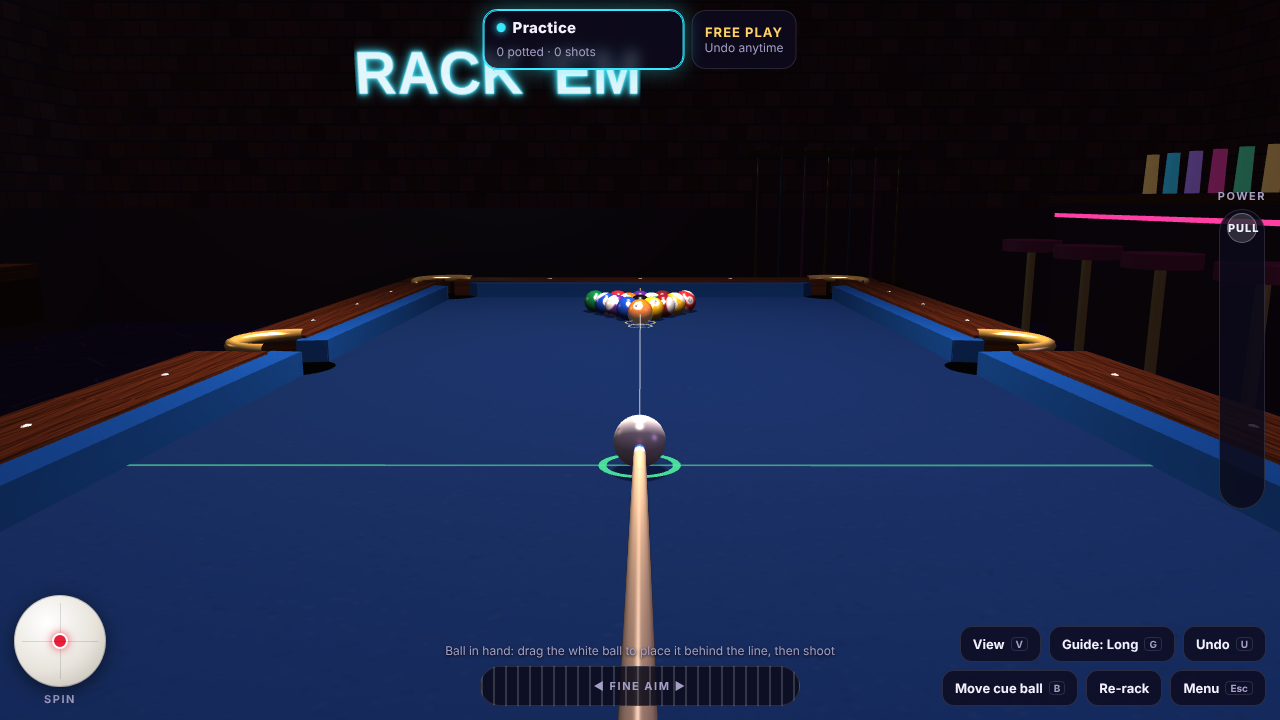 Practice
0 potted · 0 shots
FREE PLAY
Undo anytime
RACK 'EM
POWER
PULL
Ball in hand: drag the white ball to place it behind the line, then shoot
◀ FINE AIM ▶
SPIN
View V
Guide: Long G
Undo U
Move cue ball B
Re-rack
Menu Esc